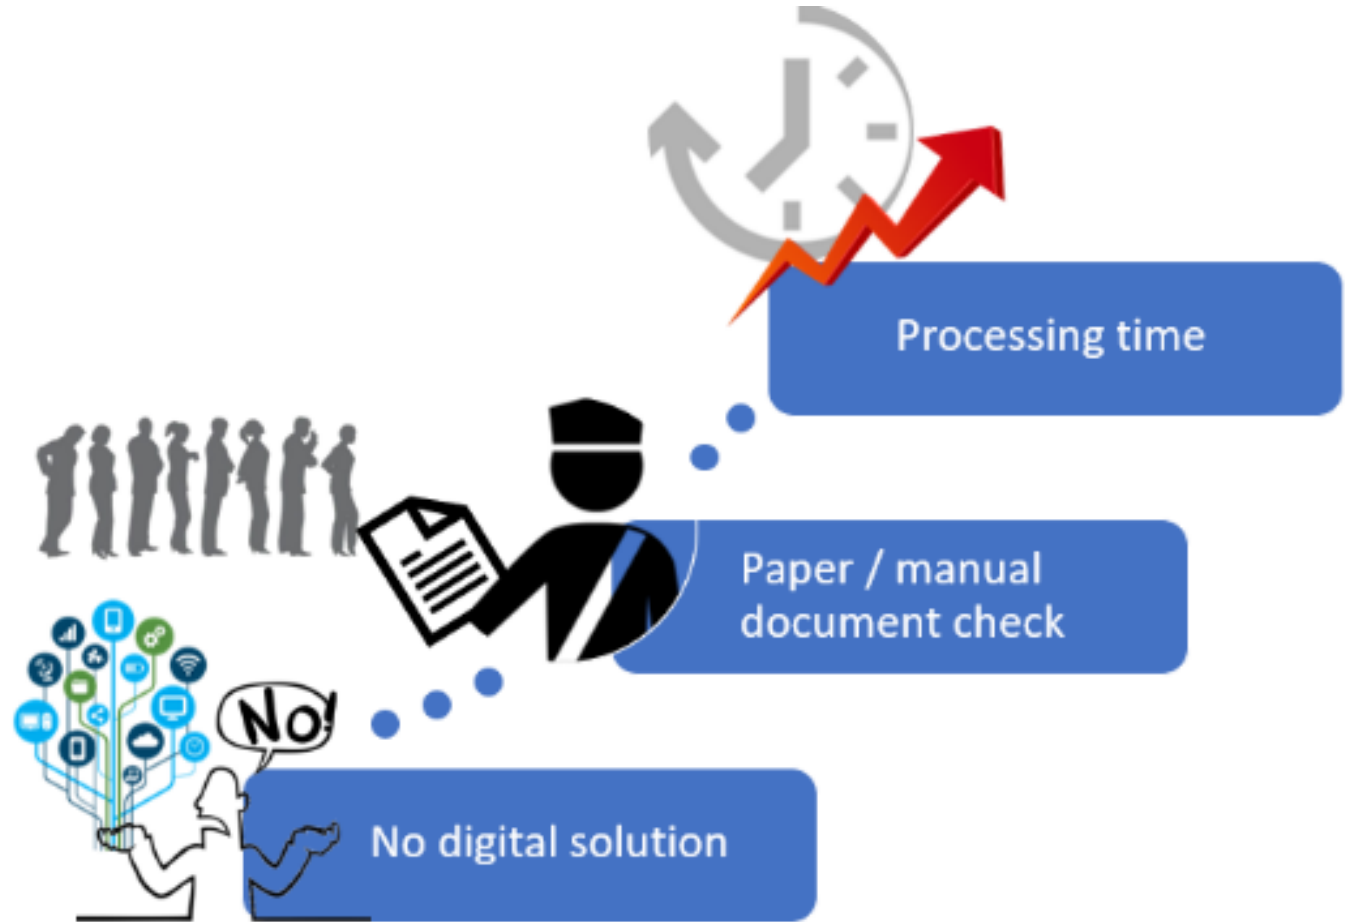 Processing time
Paper / manual
document check
No!
No digital solution